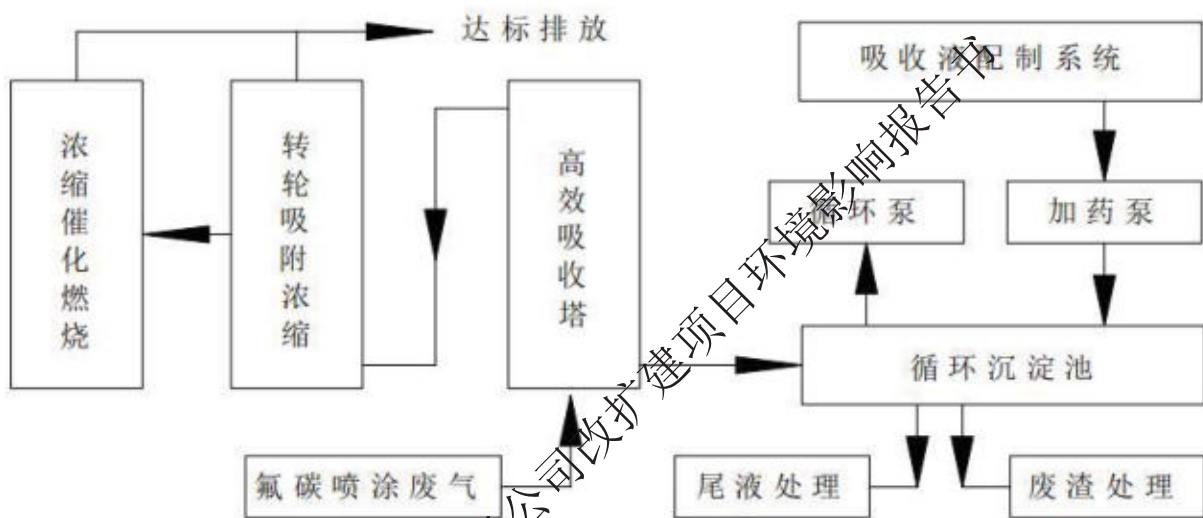 达标排放
吸收液配制系统
浓缩催化燃烧
转轮吸附浓缩
高效吸收塔
循环泵
加药泵
循环沉淀池
氟碳喷涂废气
尾液处理
废渣处理
公司改扩建项目环境影响报告书